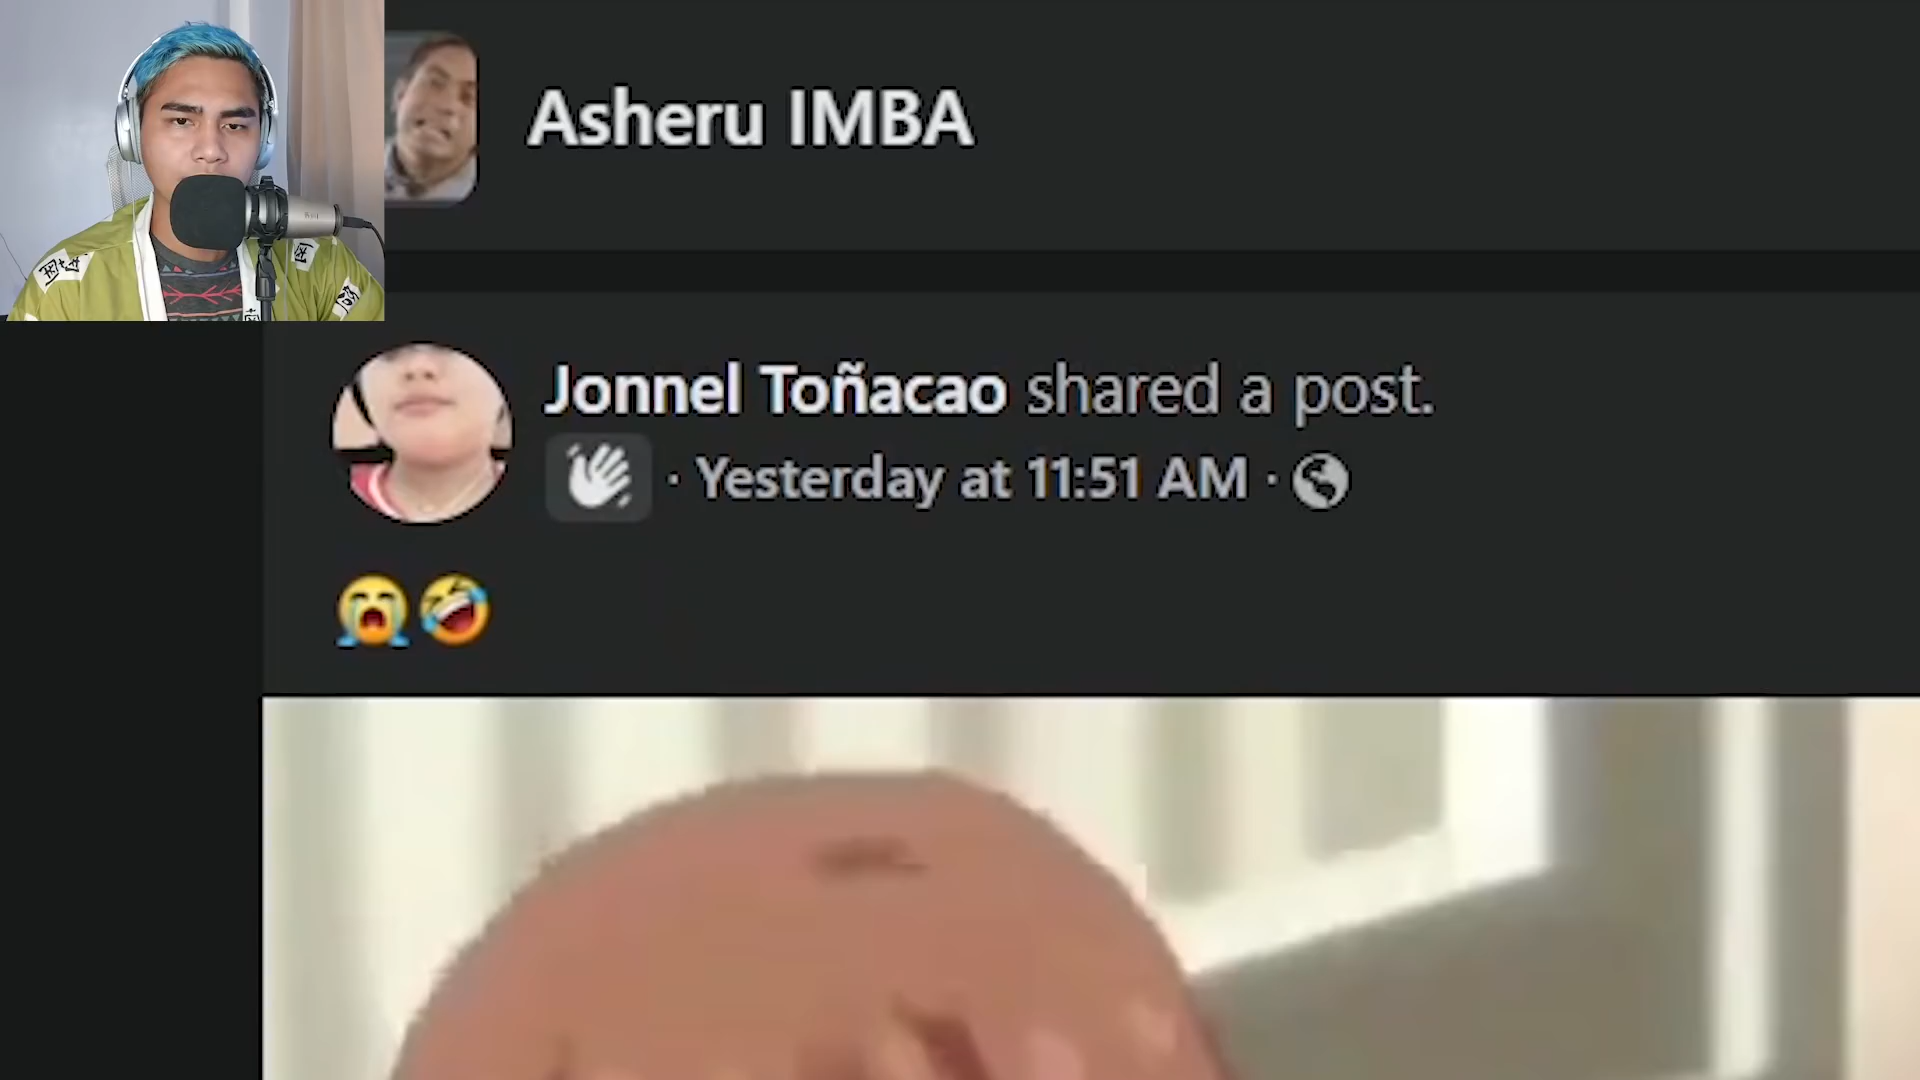 Asheru IMBA
Jonnel Toñacao shared a post.
· Yesterday at 11:51 AM ·